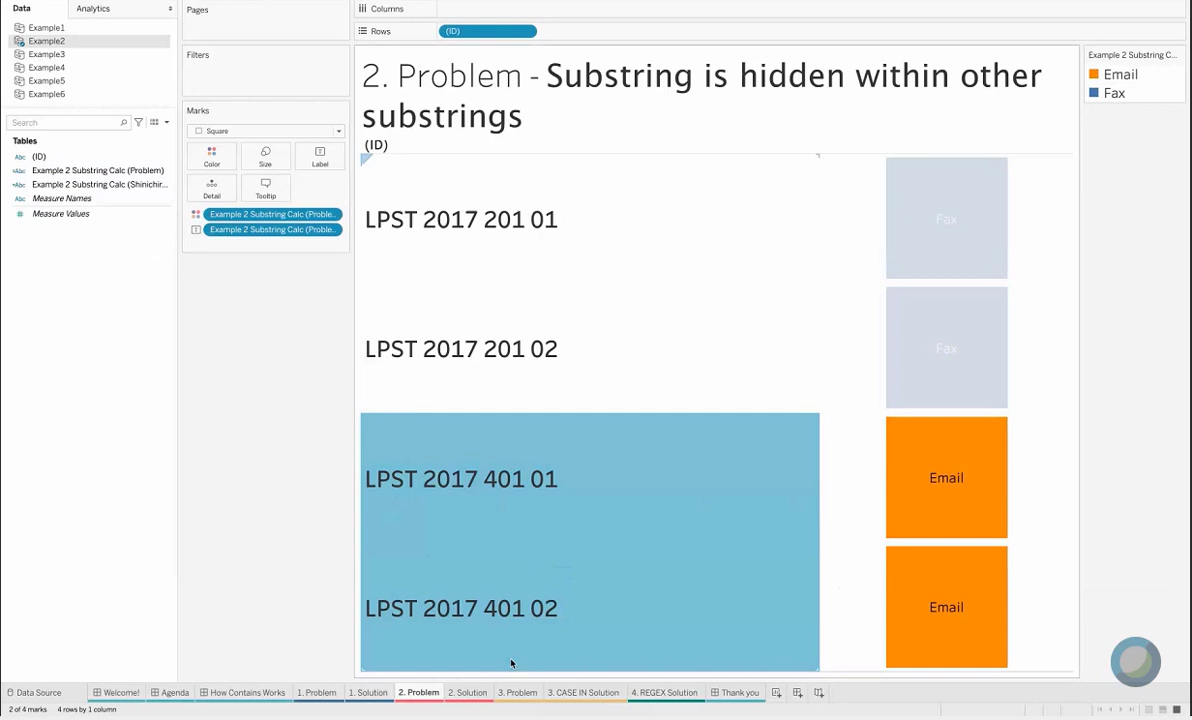 Data
Analytics
Pages
Columns
Rows
(ID)
Example1
Example2
Example3
Example4
Example5
Example6
Search
Tables
(ID)
Example 2 Substring Calc (Problem)
Example 2 Substring Calc (Shinichir...
Measure Names
Measure Values
Filters
Marks
Square
Color
Size
Label
Detail
Tooltip
Example 2 Substring Calc (Proble..
Example 2 Substring Calc (Proble..
2. Problem - Substring is hidden within other
substrings
(ID)
LPST 2017 201 01
Fax
LPST 2017 201 02
Fax
LPST 2017 401 01
Email
LPST 2017 401 02
Email
Example 2 Substring C...
Email
Fax
Data Source
Welcome!
Agenda
How Contains Works
1. Problem
1. Solution
2. Problem
2. Solution
3. Problem
3. CASE IN Solution
4. REGEX Solution
Thank you
2 of 4 marks
4 rows by 1 column